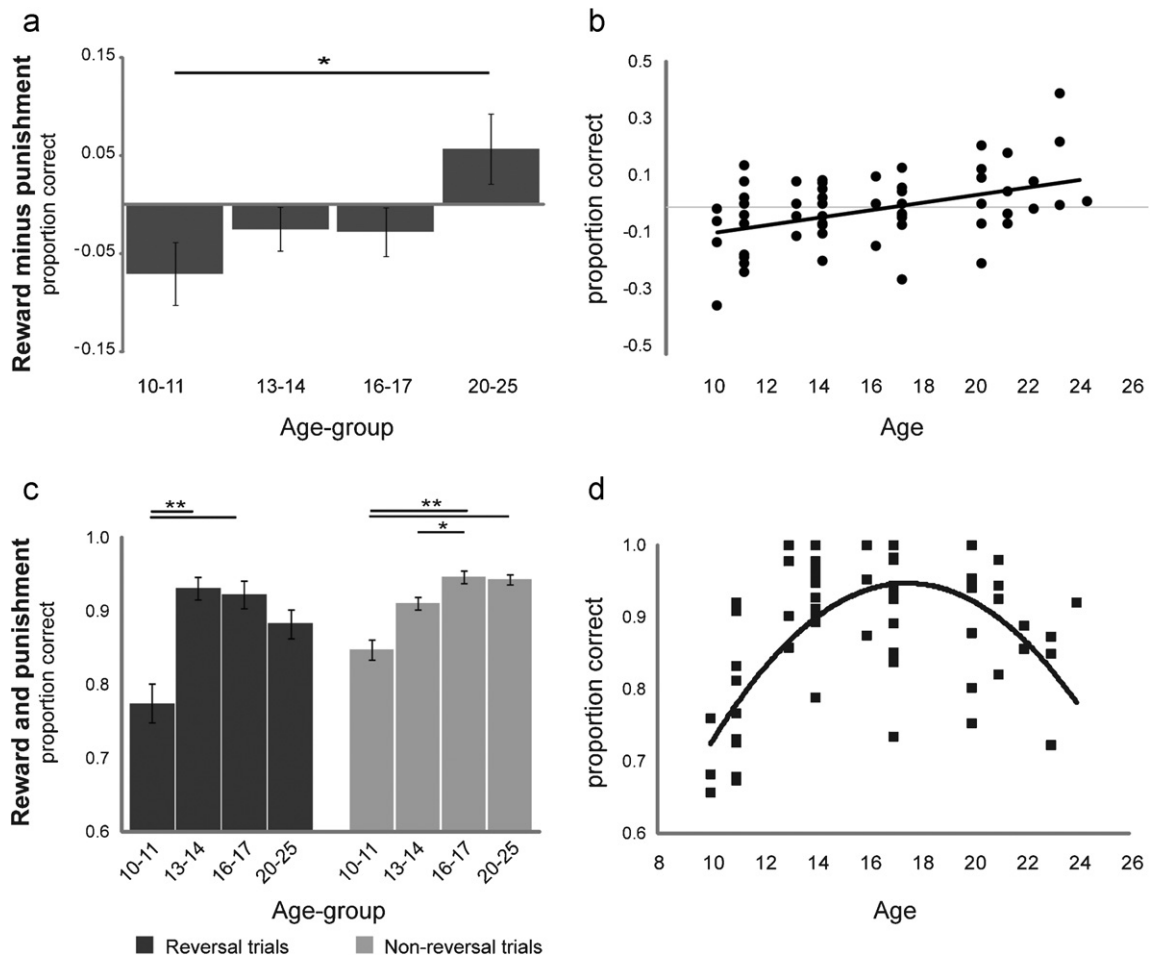 a
Reward minus punishment
proportion correct
0.15
0.05
-0.05
-0.15
*
10-11 13-14 16-17 20-25
Age-group
b
proportion correct
0.5
0.3
0.1
-0.1
-0.3
-0.5
10 12 14 16 18 20 22 24 26
Age
c
Reward and punishment
proportion correct
1.0
0.9
0.8
0.7
0.6
**
**
*
10-11 13-14 16-17 20-25 10-11 13-14 16-17 20-25
Age-group
Reversal trials Non-reversal trials
d
proportion correct
1.0
0.9
0.8
0.7
0.6
8 10 12 14 16 18 20 22 24 26
Age